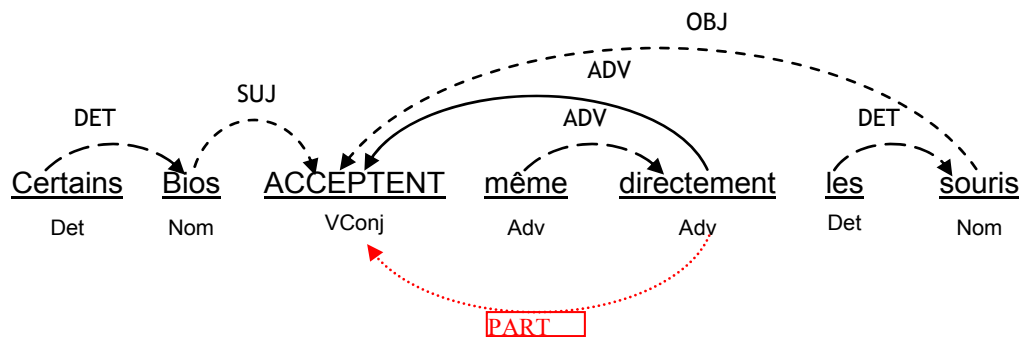 OBJ
ADV
SUJ
DET ADV DET
Certains Bios ACCEPTENT même directement les souris
Det Nom VConj Adv Adv Det Nom
PART